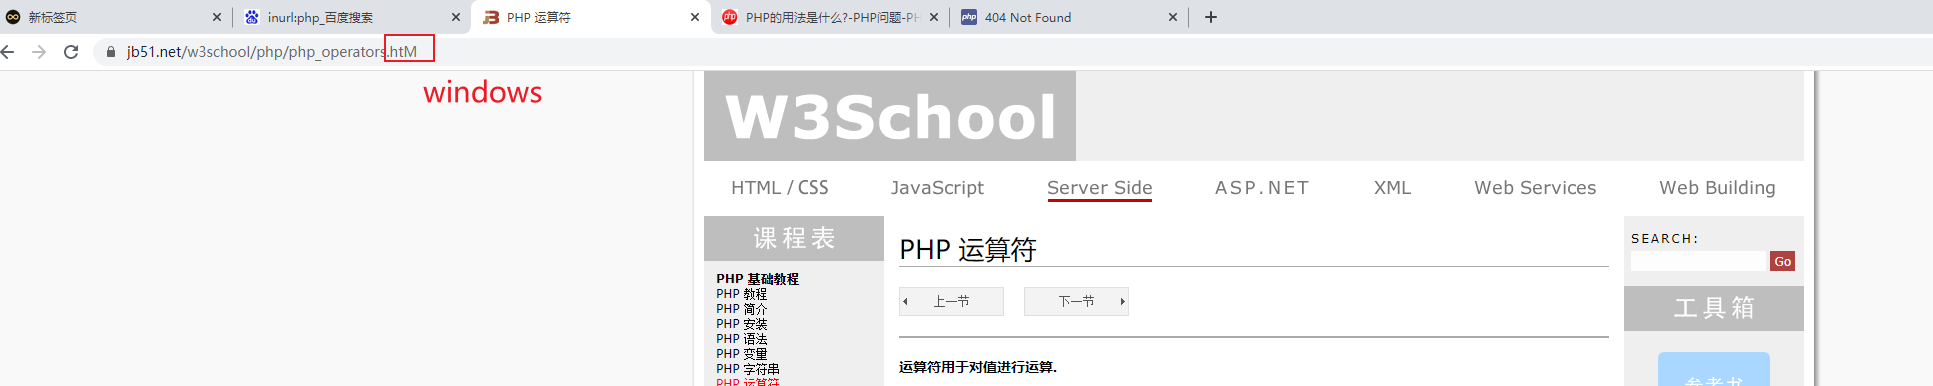 新标签页
inurl:php_百度搜索
PHP 运算符
PHP的用法是什么?-PHP问题-PH
404 Not Found
jb51.net/w3school/php/php_operators.htM
windows
W3School
HTML / CSS
JavaScript
Server Side
ASP.NET
XML
Web Services
Web Building
课程表
PHP 基础教程
PHP 教程
PHP 简介
PHP 安装
PHP 语法
PHP 变量
PHP 字符串
PHP 运算符
PHP 运算符
上一节
下一节
运算符用于对值进行运算.
SEARCH:
Go
工具箱
参考书